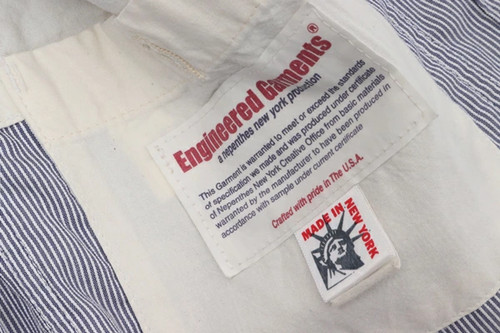 Engineered Garments®
a nepenthes new york production
This Garment is warranted to meet or exceed the standards
of specification we made and was produced under certificate
of Nepenthes New York Creative Office from basic materials
warranted by the manufacturer to have been produced in
accordance with sample under current certificate
Crafted with pride in The U.S.A.
MADE IN
NEW YORK